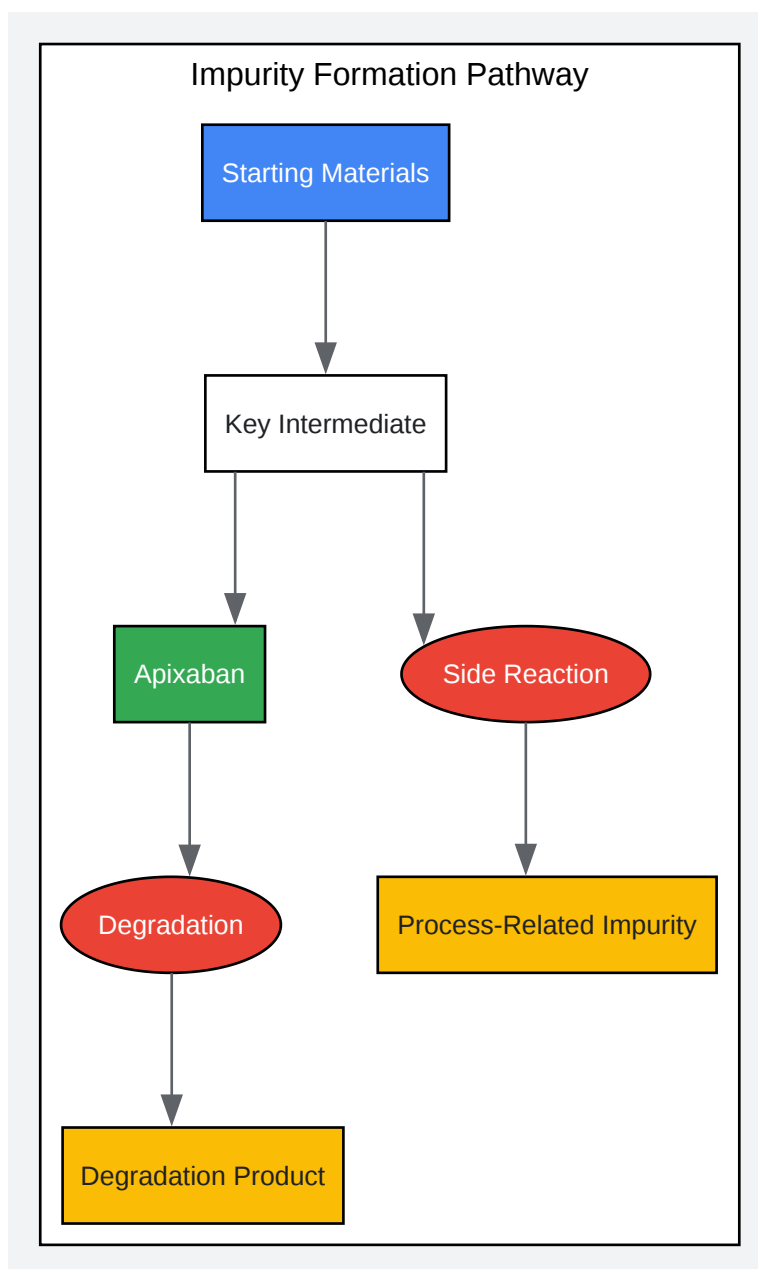 Impurity Formation Pathway
Starting Materials
Key Intermediate
Apixaban
Side Reaction
Degradation
Process-Related Impurity
Degradation Product